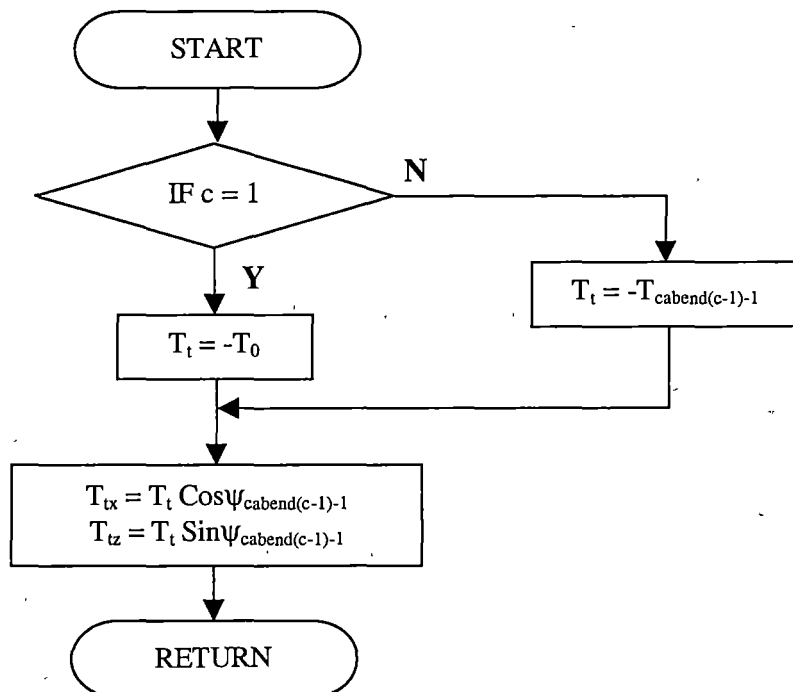 START
IF c = 1
N
Y
T_t = -T_cabend(c-1)-1
T_t = -T_0
T_tx = T_t Cosψ_cabend(c-1)-1
T_tz = T_t Sinψ_cabend(c-1)-1
RETURN